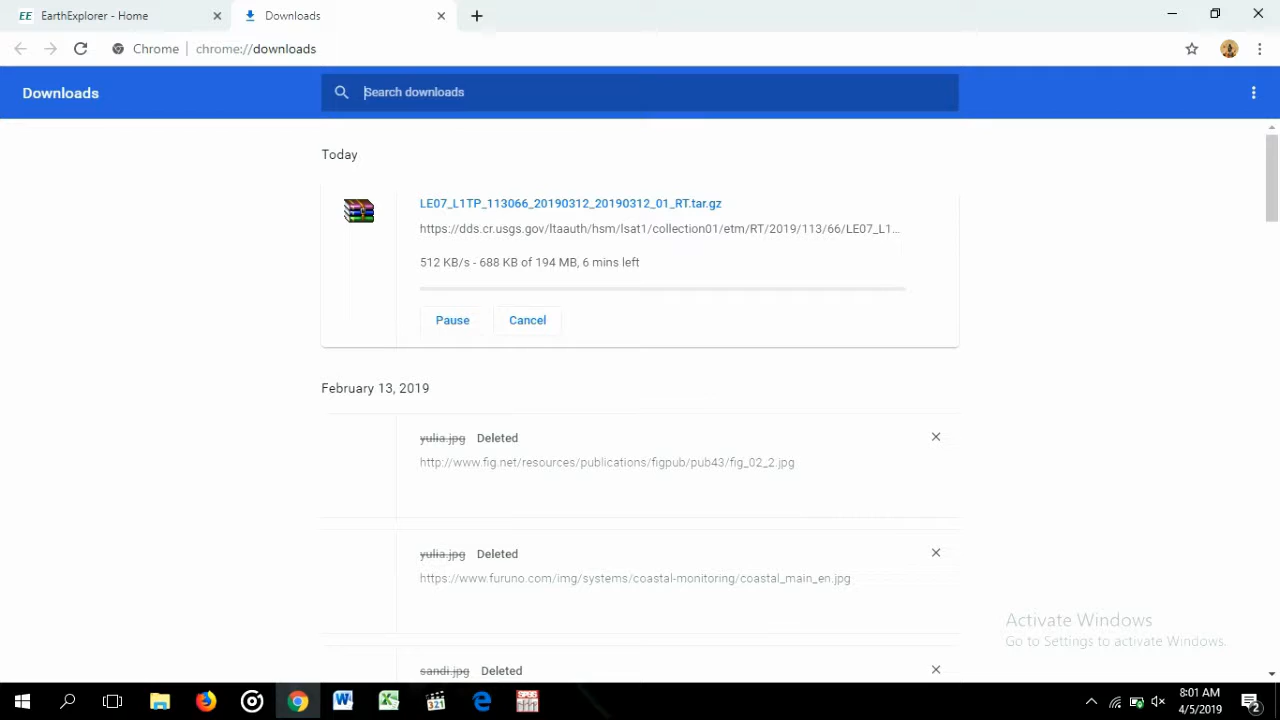 EarthExplorer - Home
Downloads
Chrome
chrome://downloads
Downloads
Search downloads
Today
LE07_L1TP_113066_20190312_20190312_01_RT.tar.gz
https://dds.cr.usgs.gov/ltaauth/hsm/lsat1/collection01/etm/RT/2019/113/66/LE07_L1...
512 KB/s - 688 KB of 194 MB, 6 mins left
Pause
Cancel
February 13, 2019
yulia.jpg Deleted
http://www.fig.net/resources/publications/figpub/pub43/fig_02_2.jpg
yulia.jpg Deleted
https://www.furuno.com/img/systems/coastal-monitoring/coastal_main_en.jpg
sandi.jpg Deleted
Activate Windows
Go to Settings to activate Windows.
321
SPSS
8:01 AM
4/5/2019
2